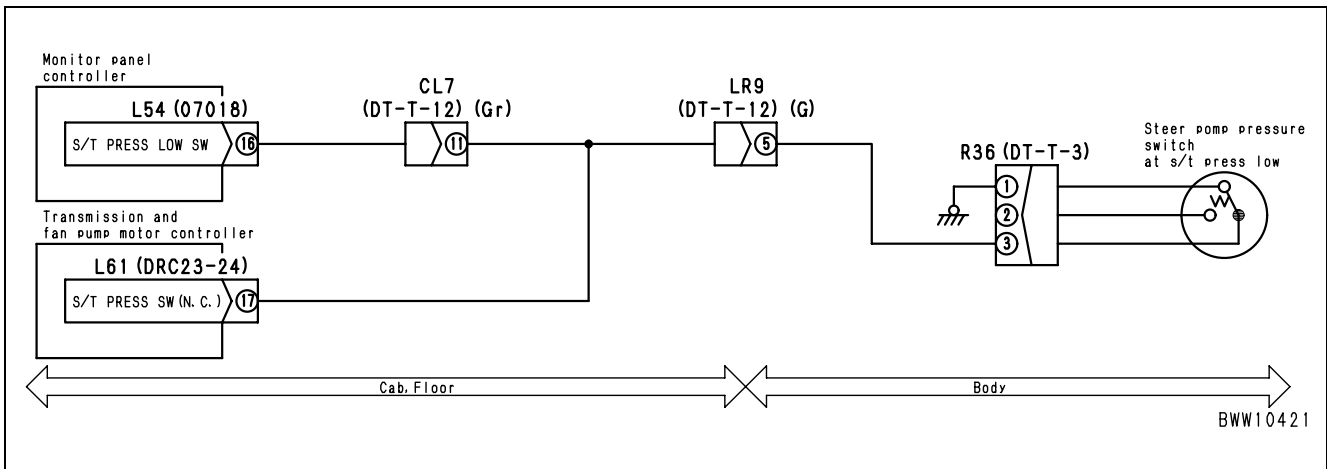 Monitor panel
controller
L54 (07018)
S/T PRESS LOW SW
16
CL7
(DT-T-12) (Gr)
11
LR9
(DT-T-12) (G)
5
R36 (DT-T-3)
1
2
3
Steer pomp pressure
switch
at s/t press low
Transmission and
fan pump motor controller
L61 (DRC23-24)
S/T PRESS SW(N.C.)
17
Cab, Floor
Body
BWW10421